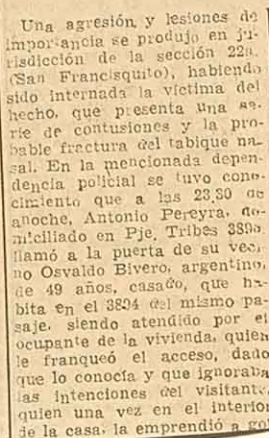 Una agresión y lesiones de
importancia se produjo en ju-
risdicción de la sección 22a.
(San Francisquito), habiendo
sido internada la víctima del
hecho, que presenta una se-
rie de contusiones y la pro-
bable fractura del tabique na-
sal. En la mencionada depen-
dencia policial se tuvo cono-
cimiento que a las 23,30 de
anoche, Antonio Pereyra, do-
miciliado en Pje. Tribes
llamó a la puerta de su veci-
no Osvaldo Bivero, argentino,
de 49 años, casado, que ha-
bita en el 3894 del mismo pa-
saje, siendo atendido por el
ocupante de la vivienda, quien
le franqueó el acceso, dado
que lo conocía y que ignoraba
las intenciones del visitante,
quien una vez en el interior
de la casa, la emprendió a go